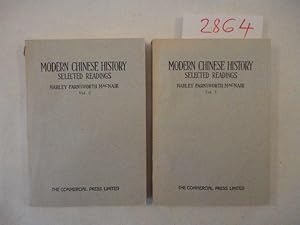 2864
MODERN CHINESE HISTORY
SELECTED READINGS
HARLEY FARNSWORTH MACNAIR
THE COMMERCIAL PRESS LIMITED
MODERN CHINESE HISTORY
SELECTED READINGS
HARLEY FARNSWORTH MACNAIR
THE COMMERCIAL PRESS LIMITED